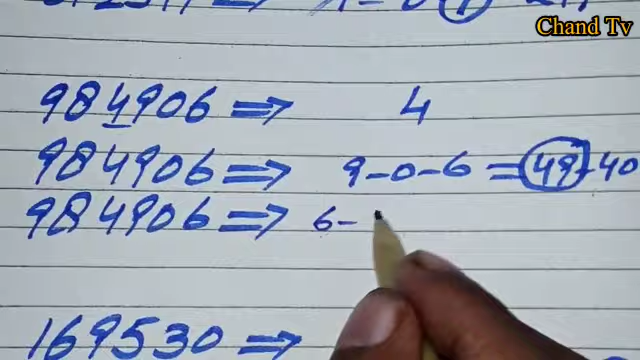 Chand Tv
984906 ⇒ 4
984906 ⇒ 9-0-6 = 49-40
984906 ⇒ 6-
169530 ⇒